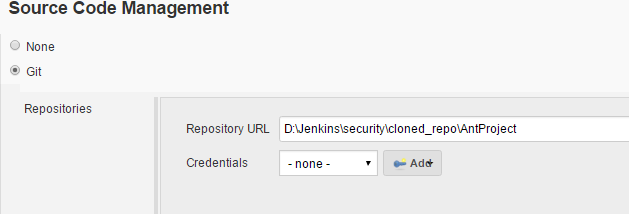 Source Code Management
None
Git
Repositories
Repository URL D:\Jenkins\security\cloned_repo\AntProject
Credentials - none - Add